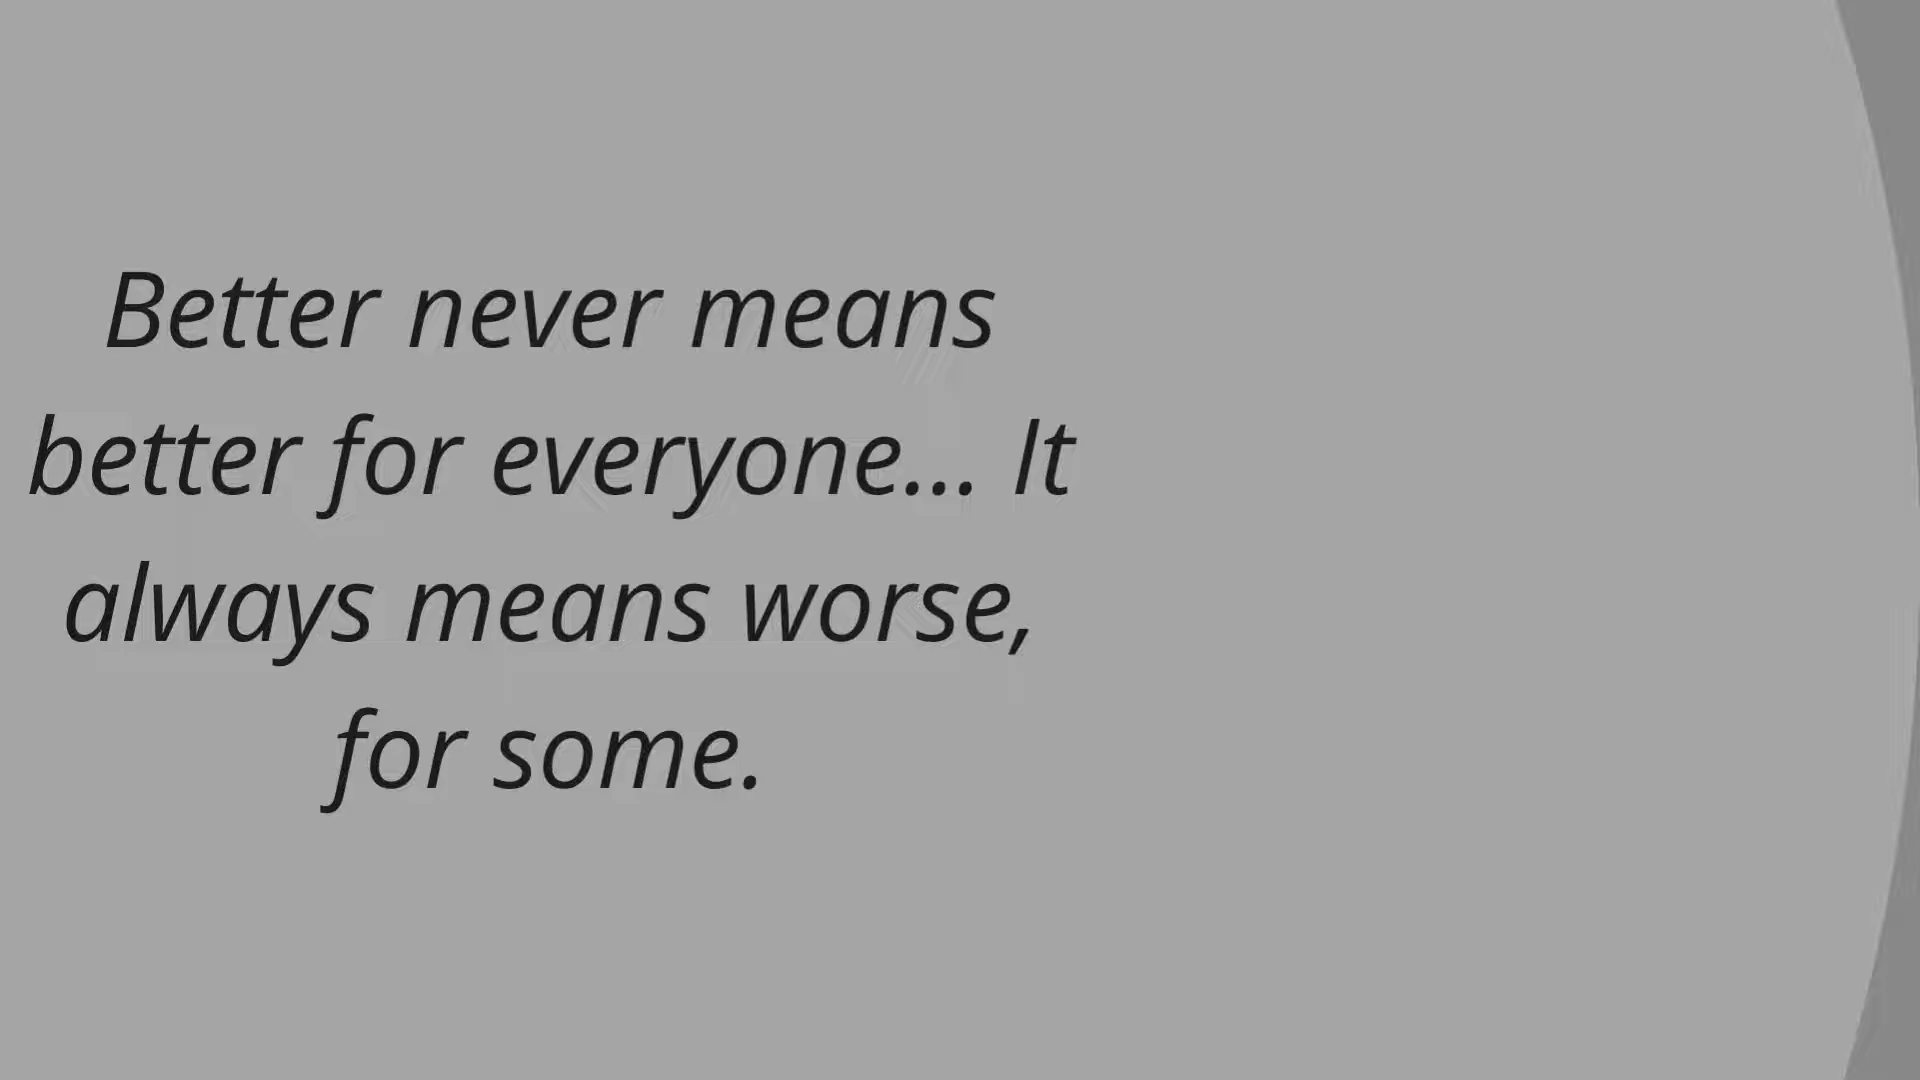 Better never means
better for everyone... It
always means worse,
for some.